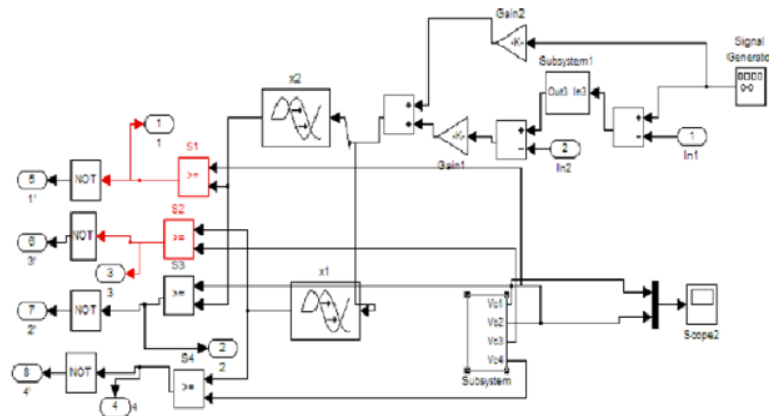 Gain2
-K-
Signal
Generator
Subsystem1
Out3 In3
x2
+
+
-K-
Gain1
+
−
2
In2
+
−
1
In1
1
1
S1
>=
NOT
5
1'
S2
>=
NOT
6
3'
3
3
S3
>=
x1
NOT
7
2'
2
2
S4
>=
NOT
8
4'
4
4
Vc1
Vc2
Vc3
Vc4
Subsystem
Scope2